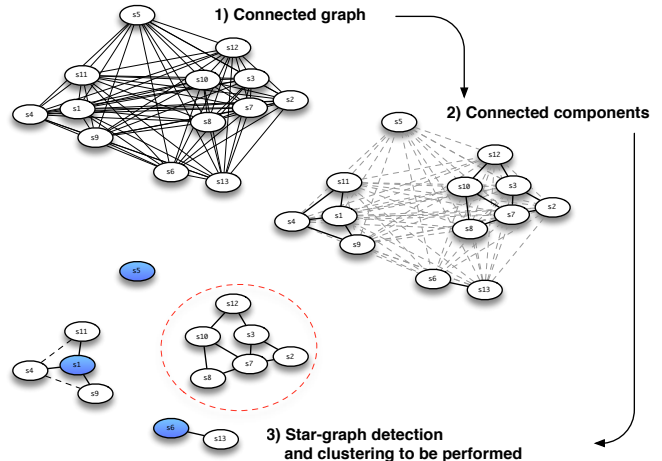 1) Connected graph
s5
s12
s11
s10
s3
s4
s1
s7
s2
s8
s9
s6
s13
2) Connected components
s5
s12
s11
s10
s3
s1
s7
s2
s4
s8
s9
s6
s13
s5
s12
s11
s10
s3
s4
s1
s7
s2
s8
s9
s6
s13
3) Star-graph detection
and clustering to be performed